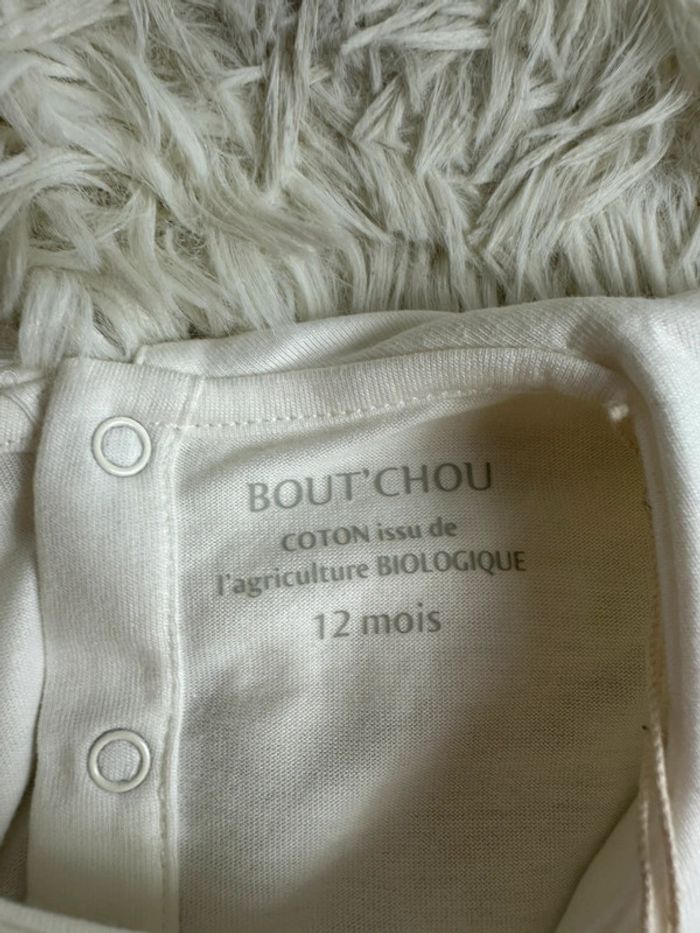 BOUT'CHOU
COTON issu de
l'agriculture BIOLOGIQUE
12 mois